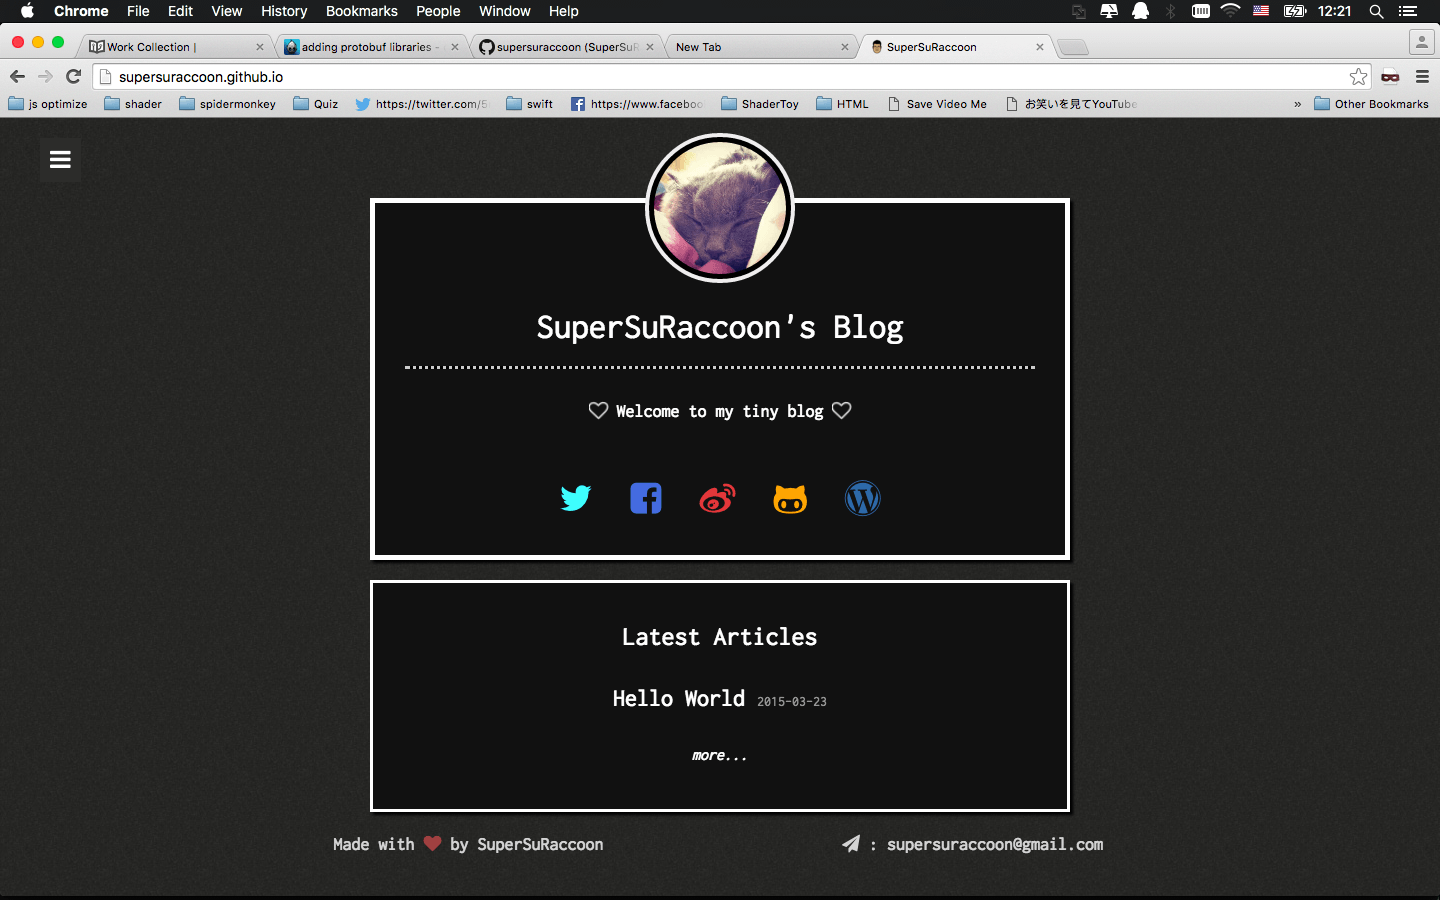 Chrome File Edit View History Bookmarks People Window Help 12:21
Work Collection | adding protobuf libraries - supersuraccoon (SuperSuR New Tab SuperSuRaccoon
supersuraccoon.github.io
js optimize shader spidermonkey Quiz https://twitter.com/5 swift https://www.faceboo ShaderToy HTML Save Video Me お笑いを見てYouTube » Other Bookmarks
SuperSuRaccoon's Blog
Welcome to my tiny blog
Latest Articles
Hello World 2015-03-23
more...
Made with ❤ by SuperSuRaccoon : supersuraccoon@gmail.com